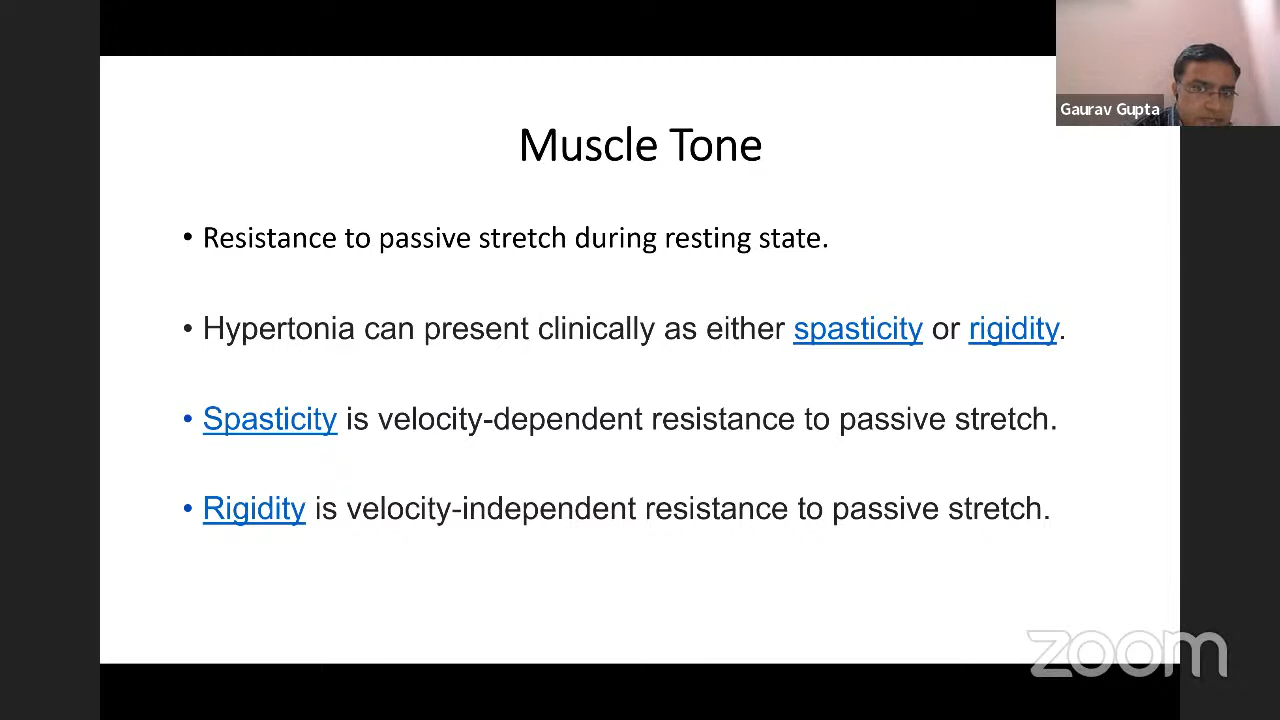 Gaurav Gupta
Muscle Tone
• Resistance to passive stretch during resting state.
• Hypertonia can present clinically as either spasticity or rigidity.
• Spasticity is velocity-dependent resistance to passive stretch.
• Rigidity is velocity-independent resistance to passive stretch.
zoom